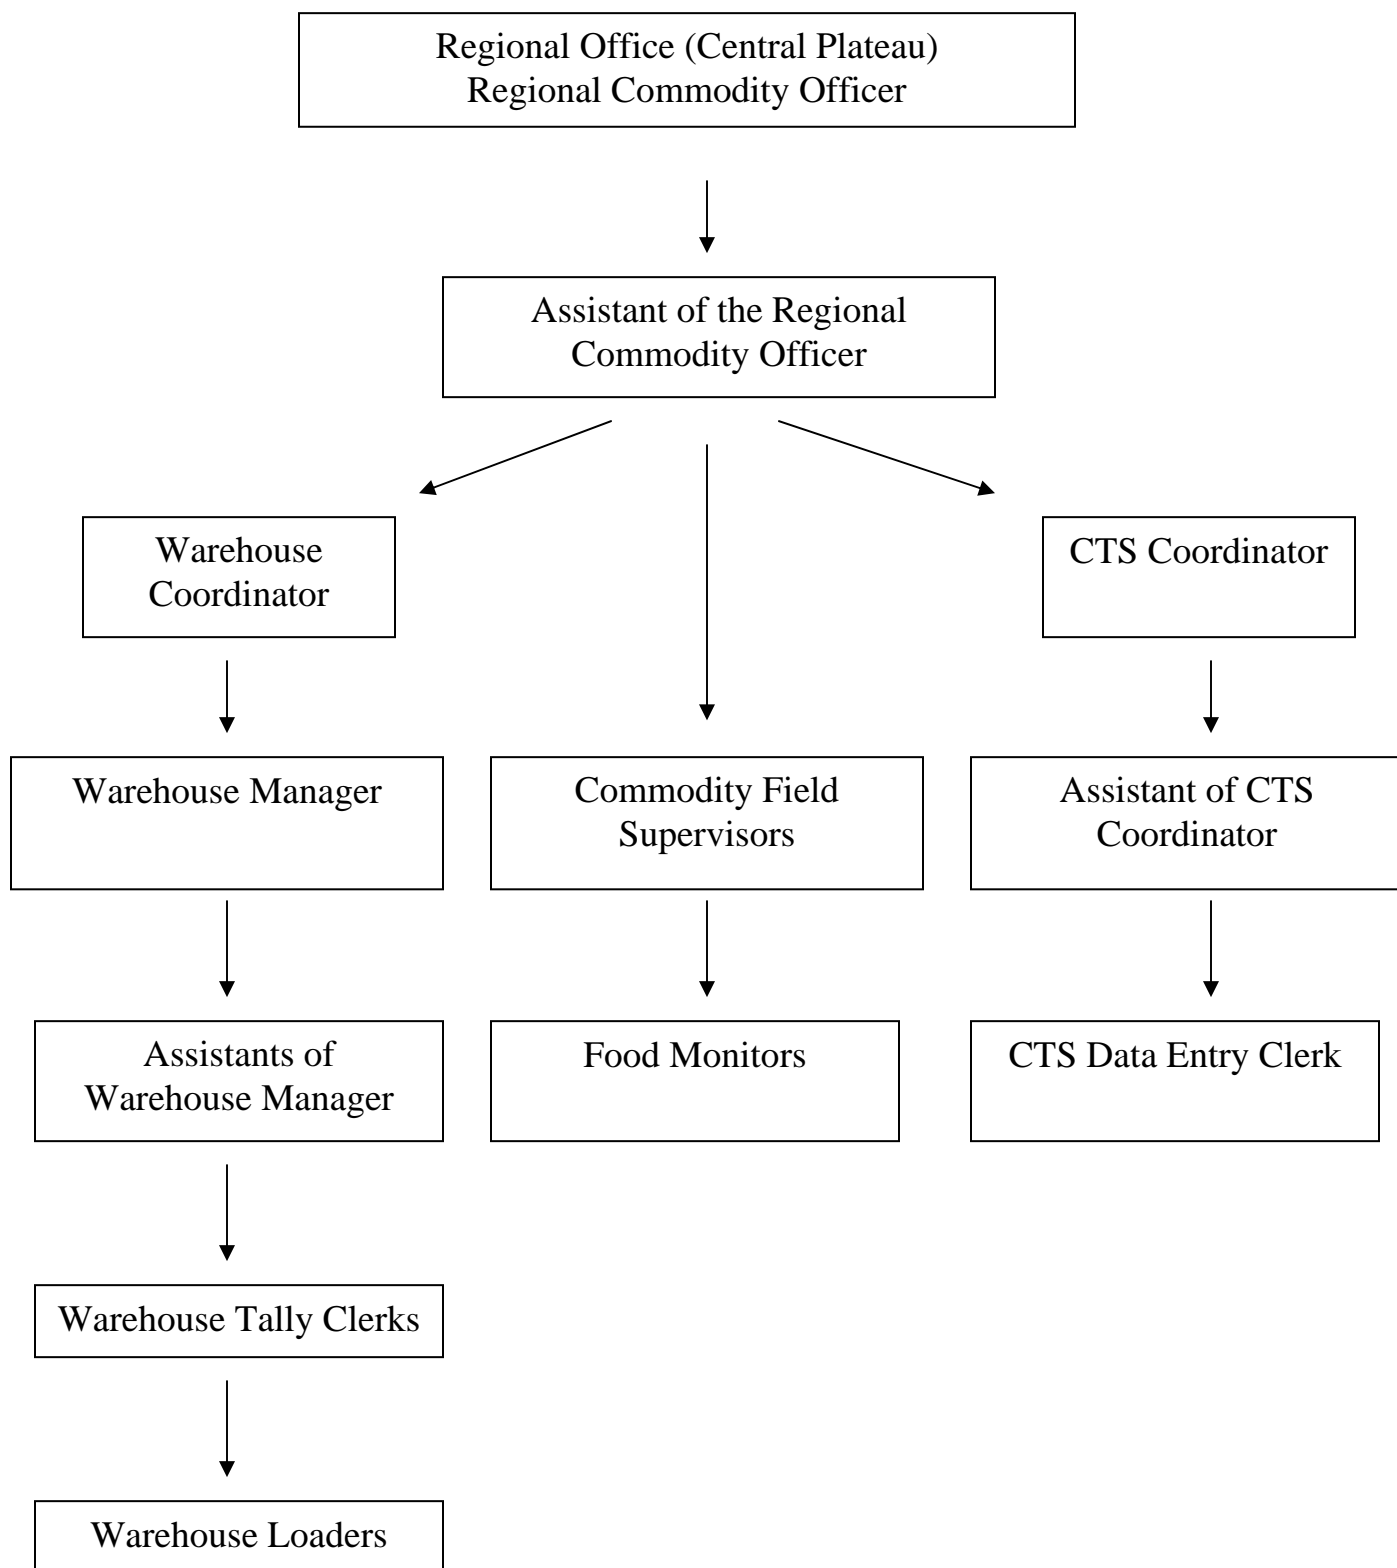 Regional Office (Central Plateau)
Regional Commodity Officer
Assistant of the Regional
Commodity Officer
Warehouse
Coordinator
CTS Coordinator
Warehouse Manager
Commodity Field
Supervisors
Assistant of CTS
Coordinator
Assistants of
Warehouse Manager
Food Monitors
CTS Data Entry Clerk
Warehouse Tally Clerks
Warehouse Loaders